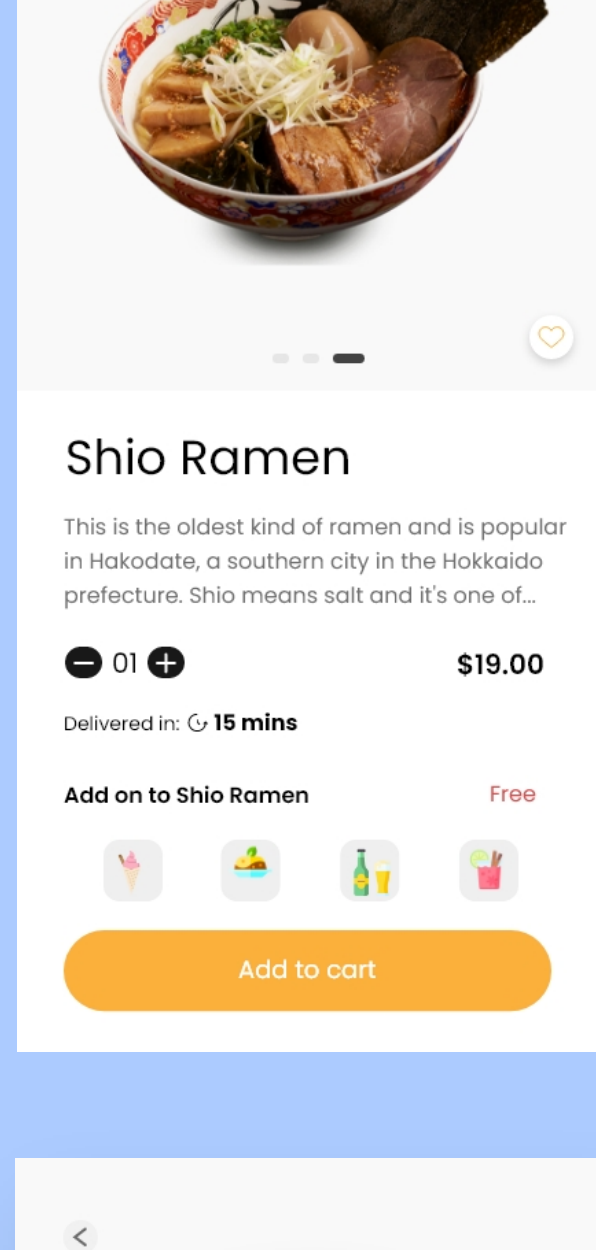 Shio Ramen
This is the oldest kind of ramen and is popular
in Hakodate, a southern city in the Hokkaido
prefecture. Shio means salt and it's one of...
01
$19.00
Delivered in: 15 mins
Add on to Shio Ramen
Free
Add to cart